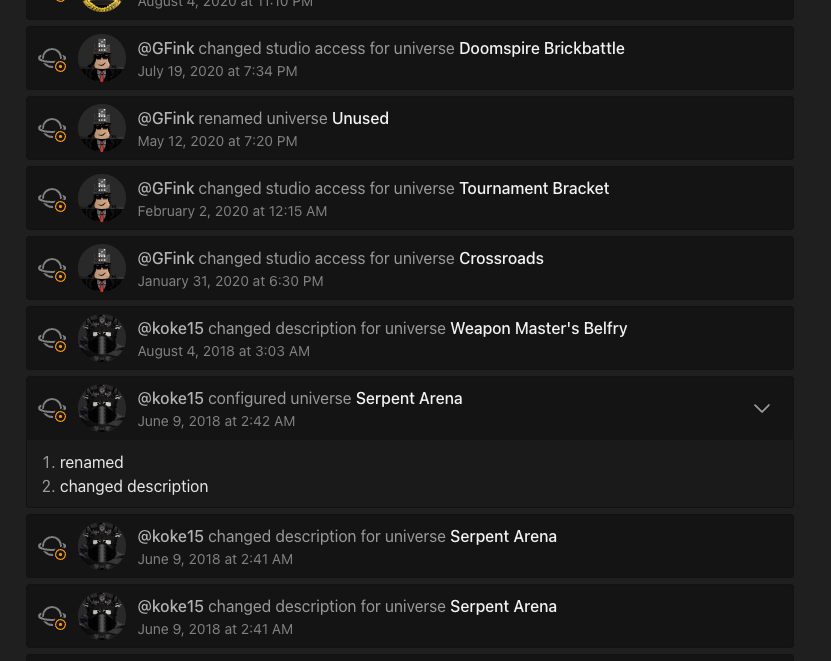 August 4, 2020 at 11:10 PM
@GFink changed studio access for universe Doomspire Brickbattle
July 19, 2020 at 7:34 PM
@GFink renamed universe Unused
May 12, 2020 at 7:20 PM
@GFink changed studio access for universe Tournament Bracket
February 2, 2020 at 12:15 AM
@GFink changed studio access for universe Crossroads
January 31, 2020 at 6:30 PM
@koke15 changed description for universe Weapon Master's Belfry
August 4, 2018 at 3:03 AM
@koke15 configured universe Serpent Arena
June 9, 2018 at 2:42 AM
1. renamed
2. changed description
@koke15 changed description for universe Serpent Arena
June 9, 2018 at 2:41 AM
@koke15 changed description for universe Serpent Arena
June 9, 2018 at 2:41 AM